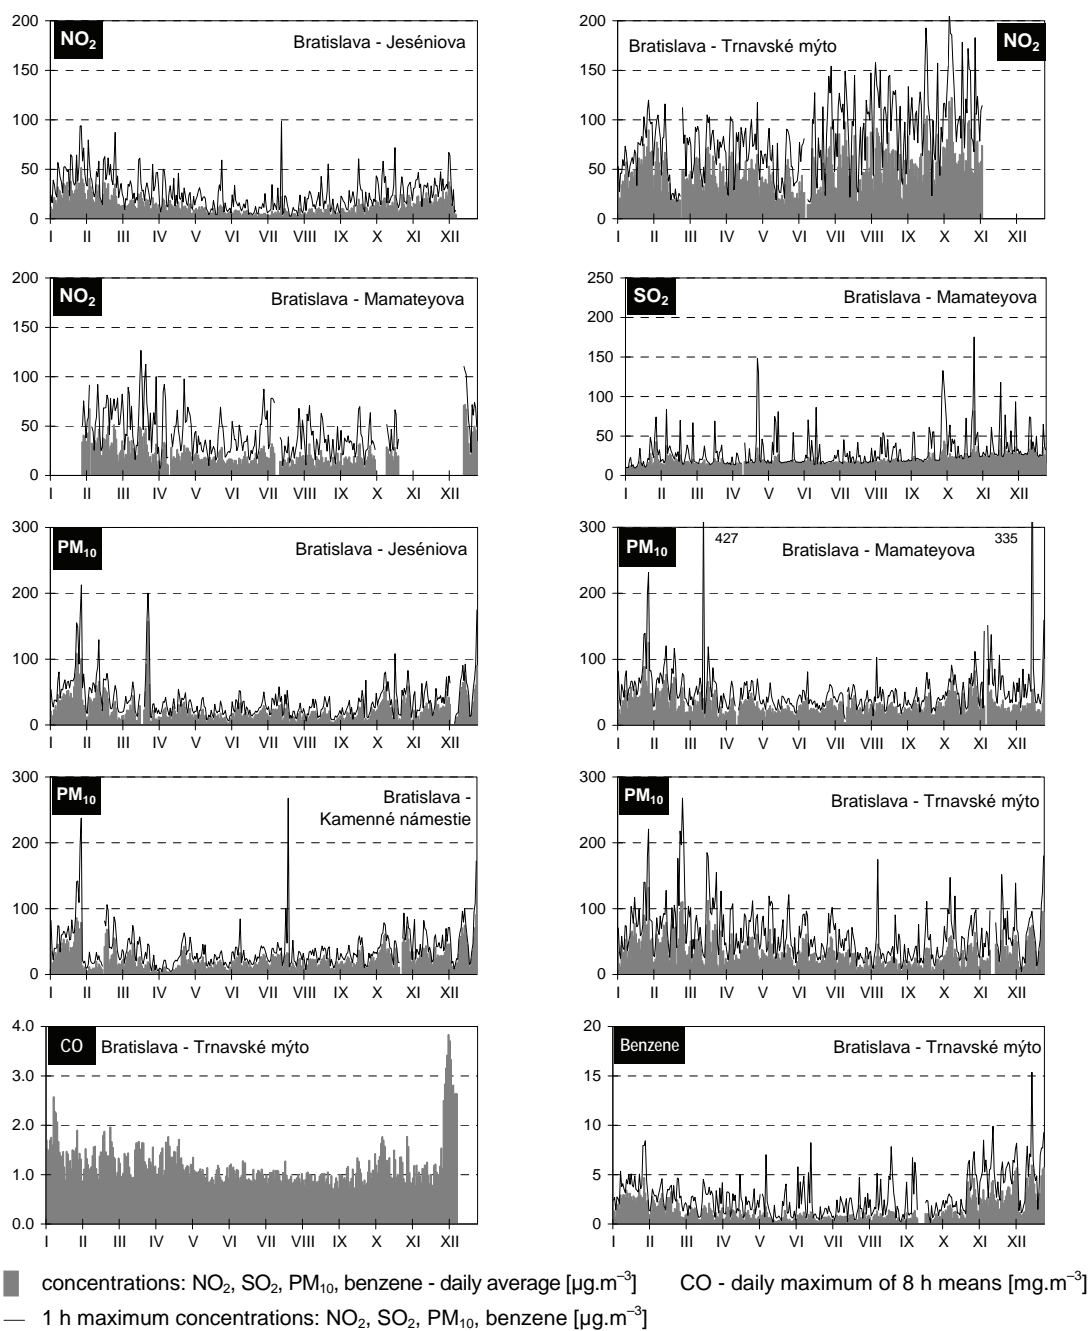 NO₂ Bratislava - Jeséniova
200
150
100
50
0
I II III IV V VI VII VIII IX X XI XII
Bratislava - Trnavské mýto NO₂
200
150
100
50
0
I II III IV V VI VII VIII IX X XI XII
NO₂ Bratislava - Mamateyova
200
150
100
50
0
I II III IV V VI VII VIII IX X XI XII
SO₂ Bratislava - Mamateyova
250
200
150
100
50
0
I II III IV V VI VII VIII IX X XI XII
PM₁₀ Bratislava - Jeséniova
300
200
100
0
I II III IV V VI VII VIII IX X XI XII
PM₁₀ 427 Bratislava - Mamateyova 335
300
200
100
0
I II III IV V VI VII VIII IX X XI XII
PM₁₀ Bratislava -
Kamenné námestie
300
200
100
0
I II III IV V VI VII VIII IX X XI XII
PM₁₀ Bratislava - Trnavské mýto
300
200
100
0
I II III IV V VI VII VIII IX X XI XII
CO Bratislava - Trnavské mýto
4.0
3.0
2.0
1.0
0.0
I II III IV V VI VII VIII IX X XI XII
Benzene Bratislava - Trnavské mýto
20
15
10
5
0
I II III IV V VI VII VIII IX X XI XII
concentrations: NO₂, SO₂, PM₁₀, benzene - daily average [µg.m⁻³] CO - daily maximum of 8 h means [mg.m⁻³]
1 h maximum concentrations: NO₂, SO₂, PM₁₀, benzene [µg.m⁻³]